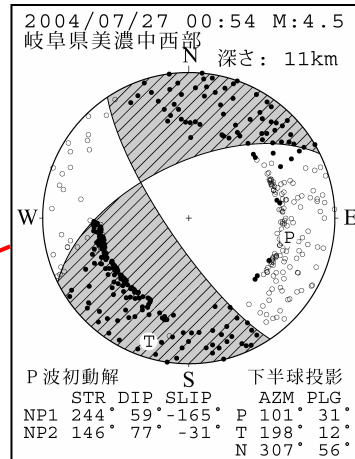 2004/07/27 00:54 M:4.5
岐阜県美濃中西部
N
深さ: 11km
W
E
P
T
S
P波初動解
下半球投影
STR DIP SLIP AZM PLG
NP1 244° 59° -165° P 101° 31°
NP2 146° 77° -31° T 198° 12°
N 307° 56°